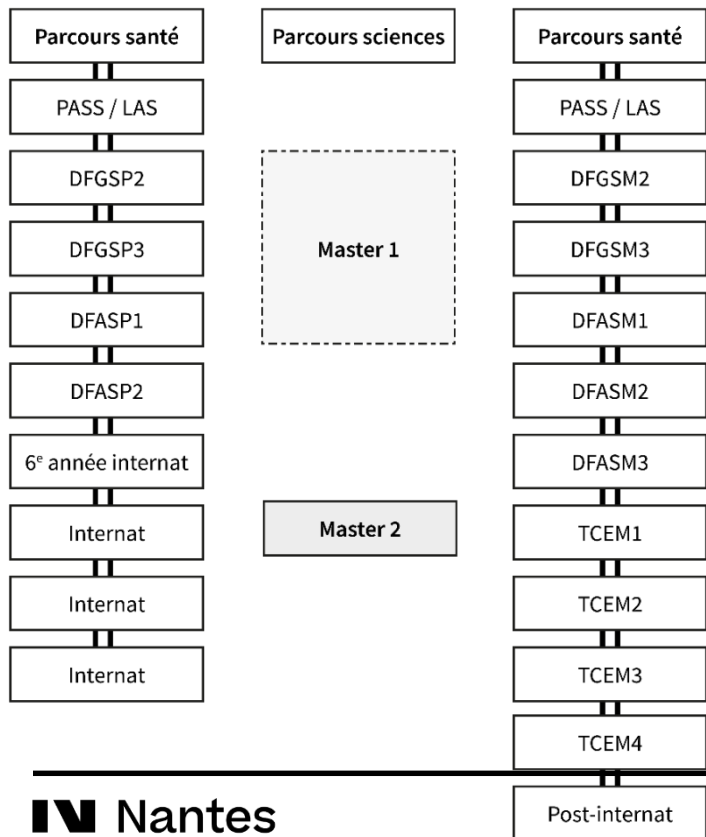 Parcours santé
PASS / LAS
DFGSP2
DFGSP3
DFASP1
DFASP2
6e année internat
Internat
Internat
Internat
Parcours sciences
Master 1
Master 2
Parcours santé
PASS / LAS
DFGSM2
DFGSM3
DFASM1
DFASM2
DFASM3
TCEM1
TCEM2
TCEM3
TCEM4
Post-internat
Nantes